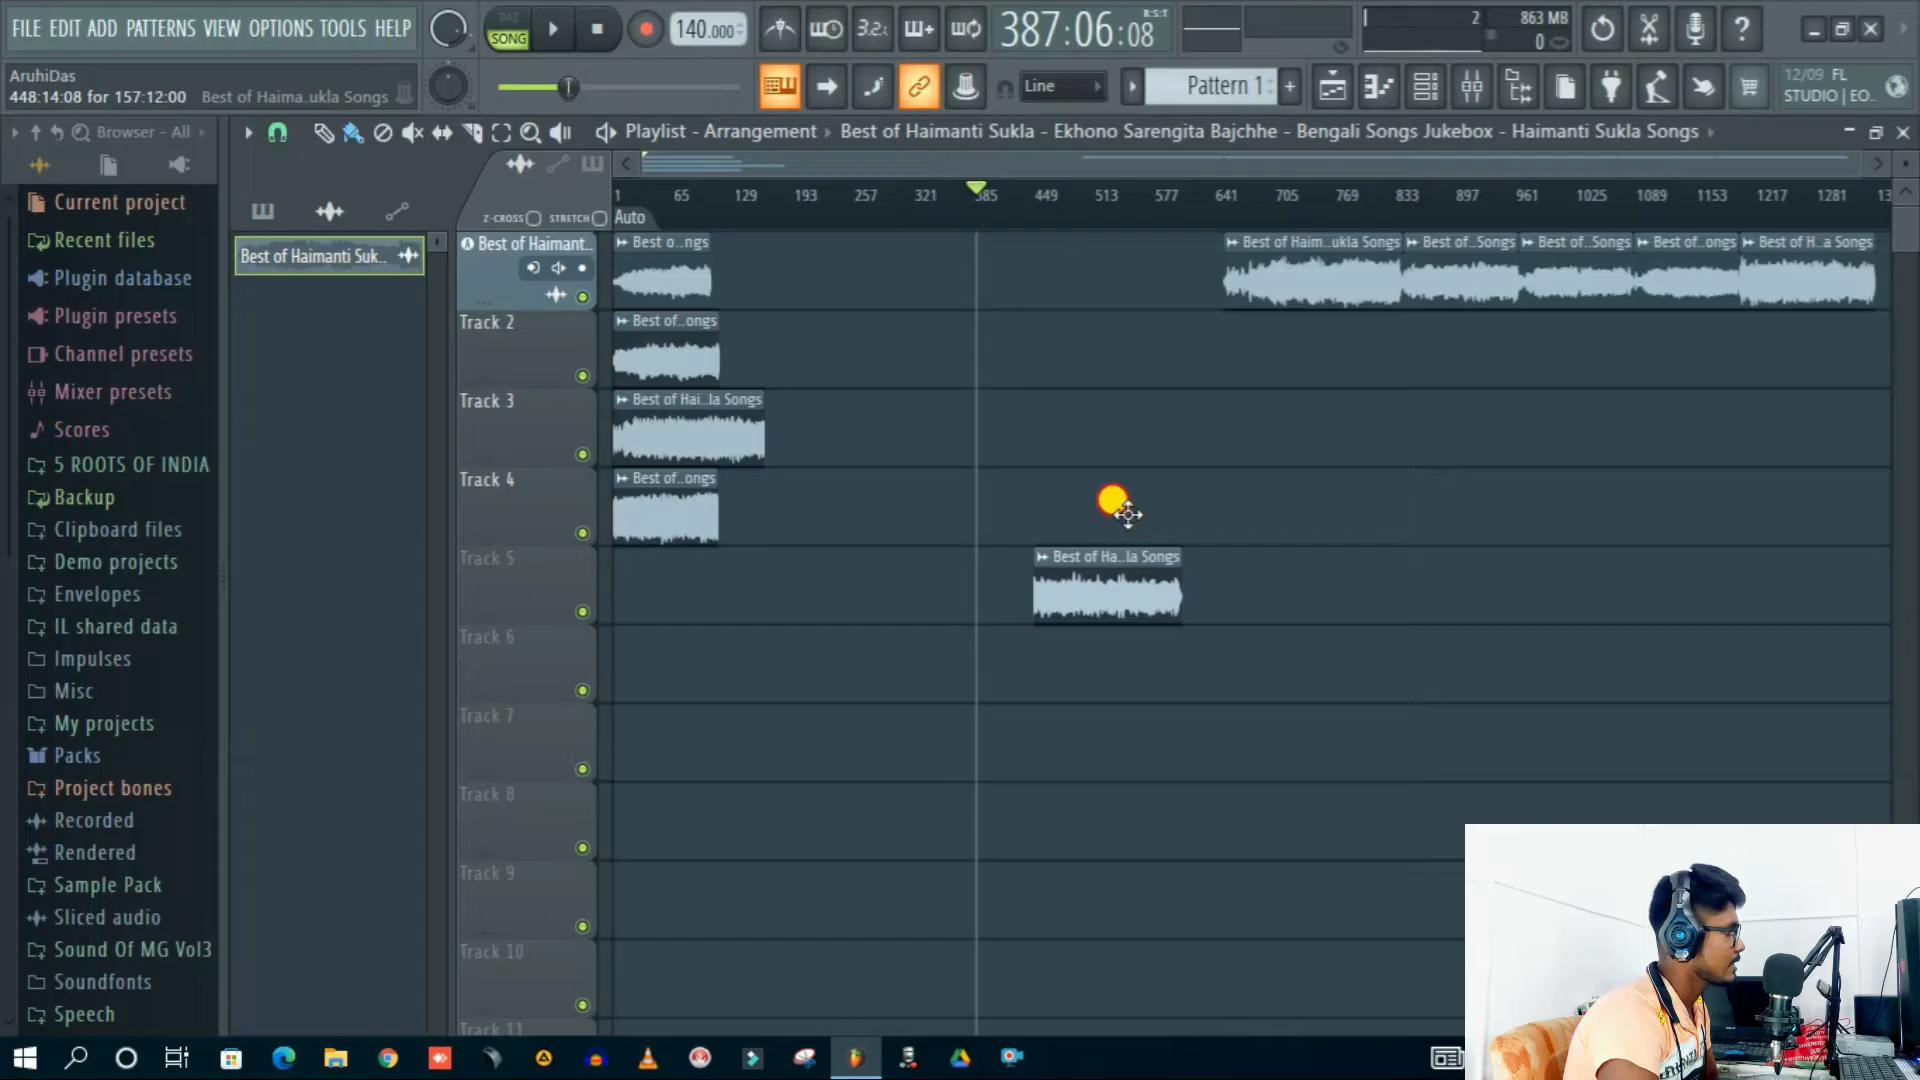 FILE EDIT ADD PATTERNS VIEW OPTIONS TOOLS HELP
PAT
SONG
140.000
3.2.
387:06:08
B:S:T
2
863 MB
0
AruhiDas
448:14:08 for 157:12:00 Best of Haima..ukla Songs
Line
Pattern 1
+
12/09 FL
STUDIO | EO..
Browser - All
Playlist - Arrangement
Best of Haimanti Sukla - Ekhono Sarengita Bajchhe - Bengali Songs Jukebox - Haimanti Sukla Songs
Z-CROSS
STRETCH
1 65 129 193 257 321 385 449 513 577 641 705 769 833 897 961 1025 1089 1153 1217 1281 13
Auto
Current project
Recent files
Plugin database
Plugin presets
Channel presets
Mixer presets
Scores
5 ROOTS OF INDIA
Backup
Clipboard files
Demo projects
Envelopes
IL shared data
Impulses
Misc
My projects
Packs
Project bones
Recorded
Rendered
Sample Pack
Sliced audio
Sound Of MG Vol3
Soundfonts
Speech
Best of Haimanti Suk..
Best of Haimant..
Best o..ngs
Best of Haim..ukla Songs
Best of..Songs
Best of..Songs
Best of..ongs
Best of H..a Songs
Track 2
Best of..ongs
Track 3
Best of Hai..la Songs
Track 4
Best of..ongs
Track 5
Best of Ha..la Songs
Track 6
Track 7
Track 8
Track 9
Track 10
Track 11